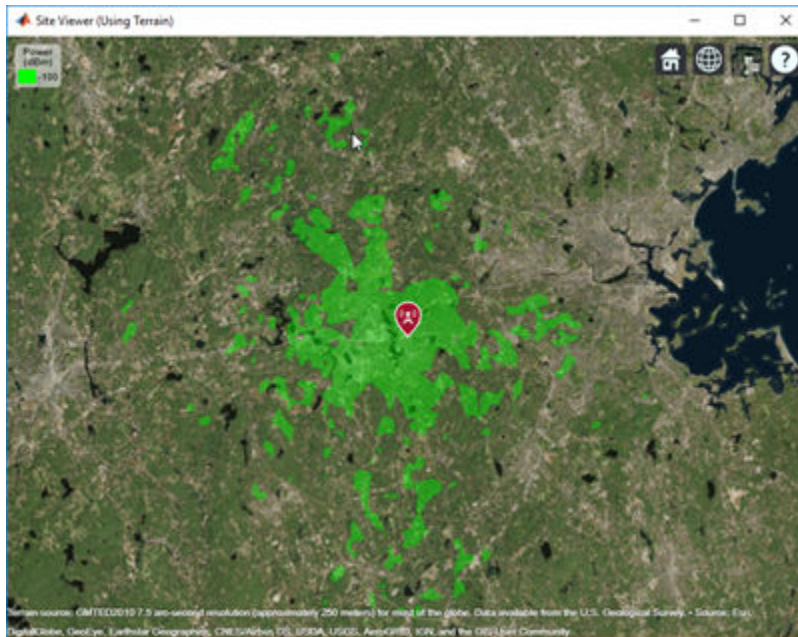 Site Viewer (Using Terrain)
Power
(dBm)
-100
?
Terrain source: GMTED2010 7.5 arc-second resolution (approximately 250 meters) for most of the globe. Data available from the U.S. Geological Survey. • Source: Esri,
DigitalGlobe, GeoEye, Earthstar Geographics, CNES/Airbus DS, USDA, USGS, AeroGRID, IGN, and the GIS User Community